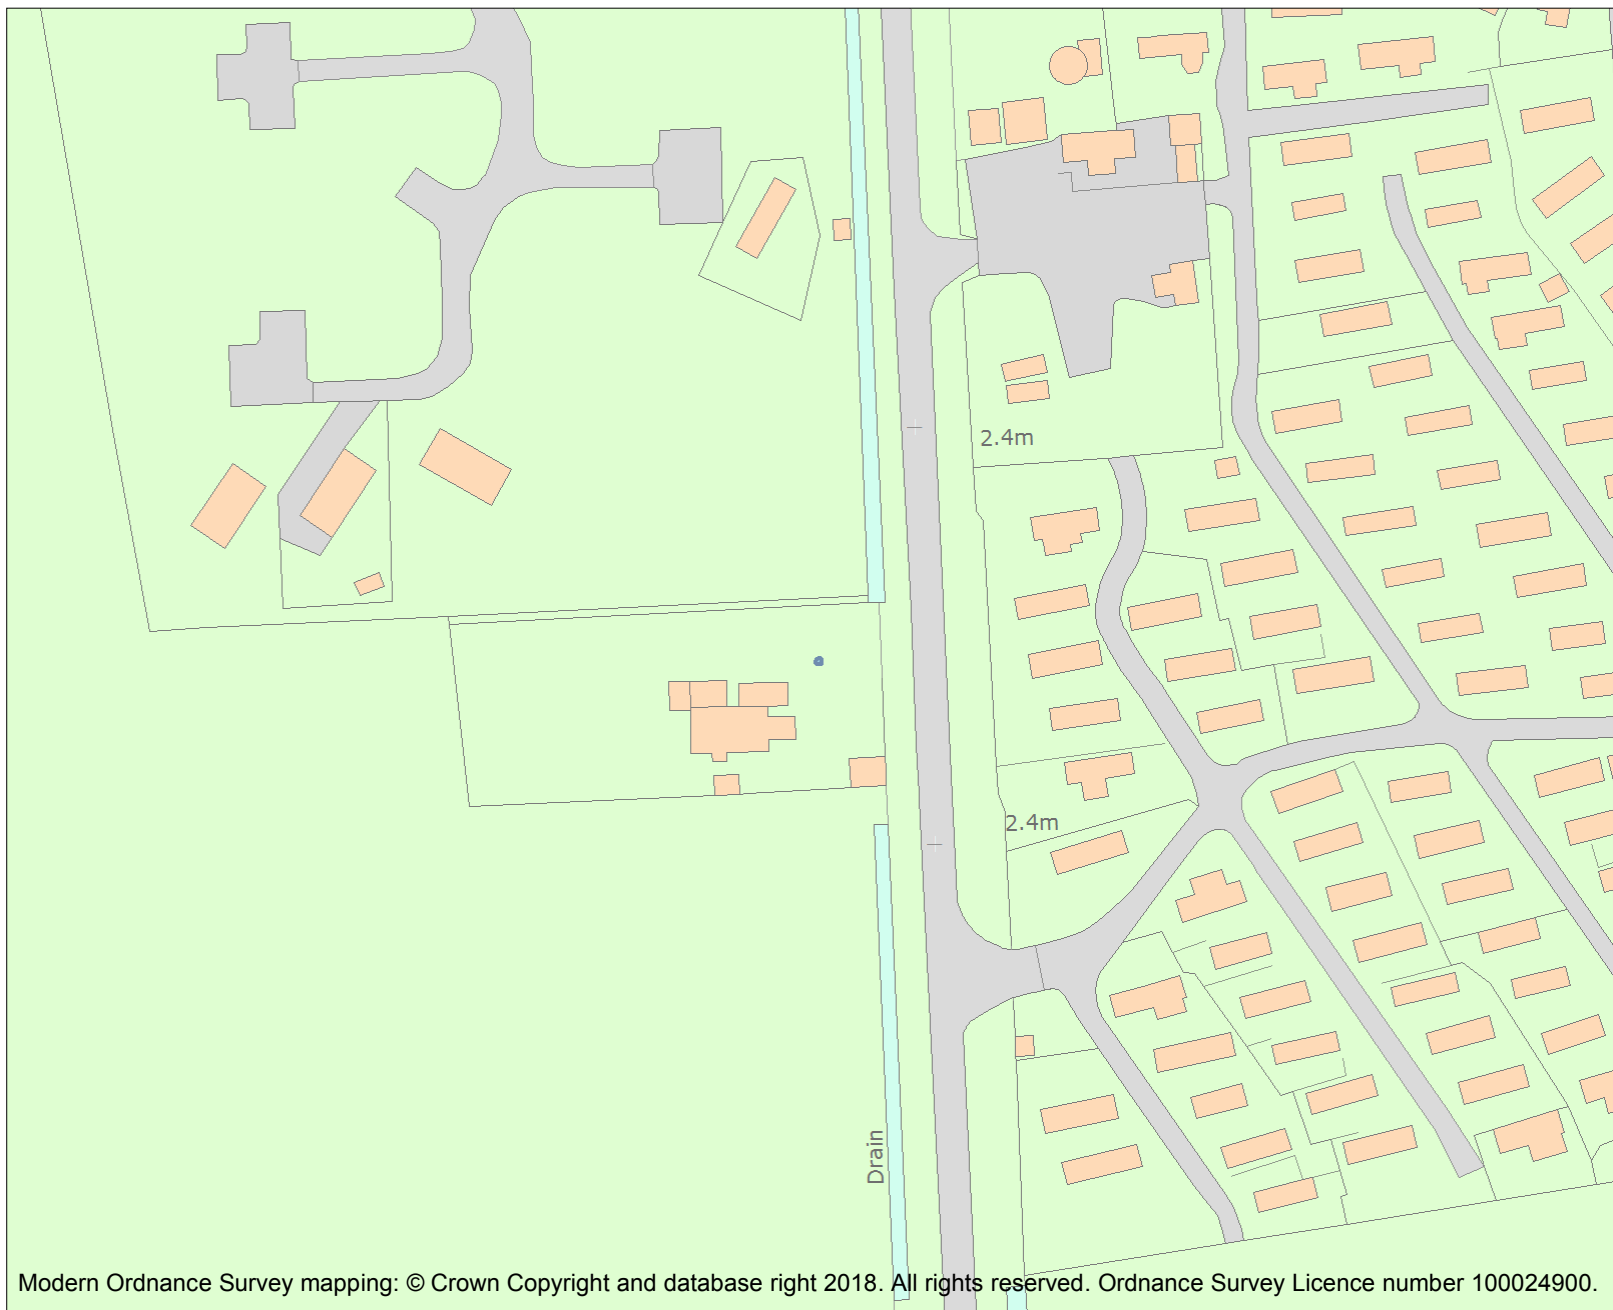 2.4m
2.4m
Drain
Modern Ordnance Survey mapping: © Crown Copyright and database right 2018. All rights reserved. Ordnance Survey Licence number 100024900.